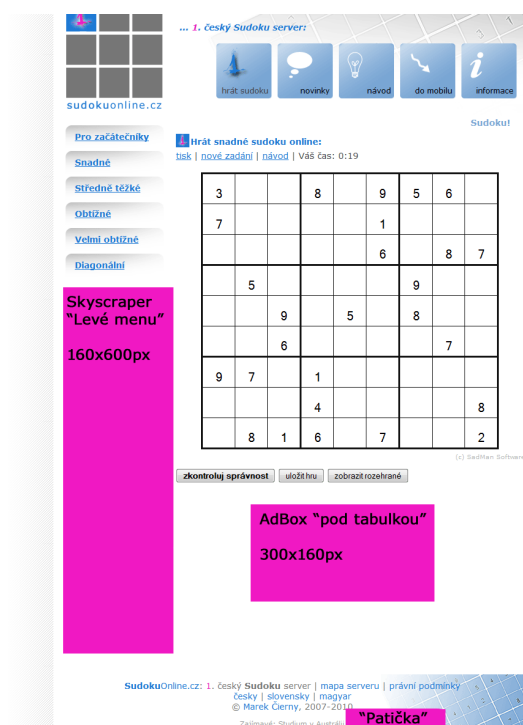 1
sudokuonline.cz
... 1. český Sudoku server:
hrát sudoku
novinky
návod
do mobilu
informace
Sudoku!
Pro začátečníky
Snadné
Středně těžké
Obtížné
Velmi obtížné
Diagonální
Hrát snadné sudoku online:
tisk | nové zadání | návod | Váš čas: 0:19
3 8 9 5 6
7 1
6 8 7
5 9
9 5 8
6 7
9 7 1
4 8
8 1 6 7 2
(c) SadMan Software
zkontroluj správnost
uložit hru
zobrazit rozehrané
Skyscraper
“Levé menu”
160x600px
AdBox “pod tabulkou”
300x160px
SudokuOnline.cz: 1. český Sudoku server | mapa serveru | právní podmínky
česky | slovensky | magyar
© Marek Čierny, 2007-2010
Zajímavé: Studium v Austrálii
“Patička”